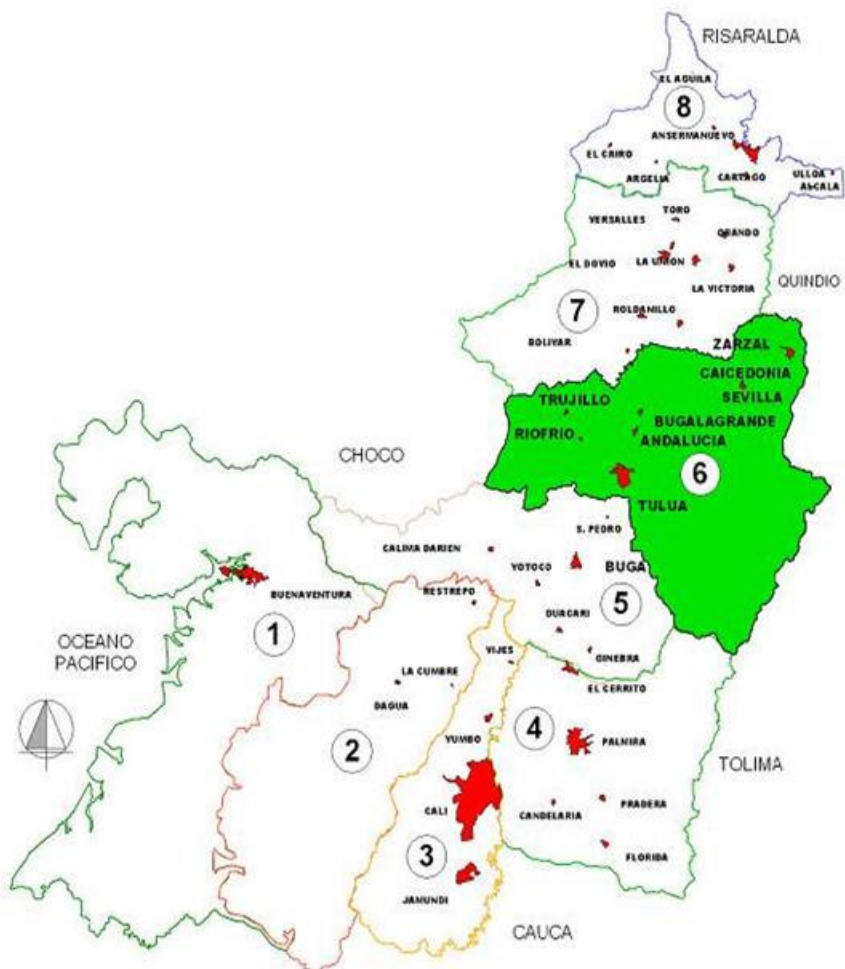 RISARALDA
EL AGUILA
8
ANSERMANUEVO
EL CAIRO
ARGELIA
CARTAGO
ULLOA
ALCALA
TORO
VERSALLES
OBANDO
EL DOVIO
LA UNION
QUINDIO
LA VICTORIA
7
ROLDANILLO
BOLIVAR
ZARZAL
CAICEDONIA
SEVILLA
TRUJILLO
BUGALAGRANDE
RIOFRIO
ANDALUCIA
CHOCO
6
TULUA
S. PEDRO
CALIMA DARIEN
YOTOCO
BUGA
RESTREPO
5
BUENAVENTURA
1
GUACARI
OCEANO
PACIFICO
VIJES
GINEBRA
LA CUMBRE
EL CERRITO
DAGUA
4
2
YUMBO
PALMIRA
TOLIMA
CALI
CANDELARIA
PRADERA
3
FLORIDA
JAMUNDI
CAUCA